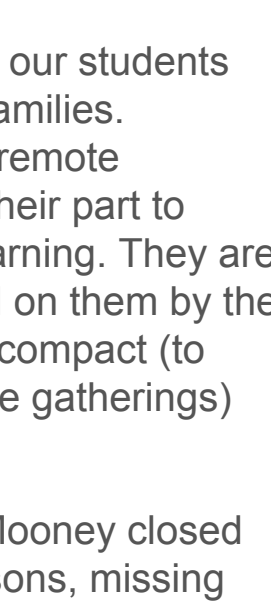 our students
amilies.
remote
heir part to
arning. They are
on them by the
compact (to
e gatherings)
Mooney closed
sons, missing